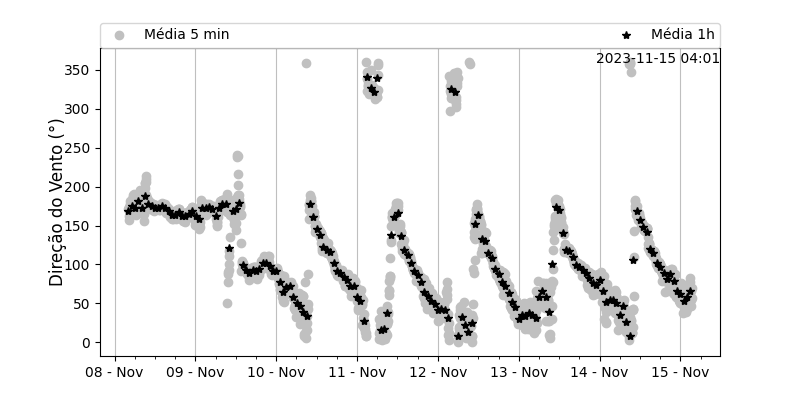 Média 5 min
Média 1h
2023-11-15 04:01
Direção do Vento (°)
350
300
250
200
150
100
50
0
08 - Nov
09 - Nov
10 - Nov
11 - Nov
12 - Nov
13 - Nov
14 - Nov
15 - Nov